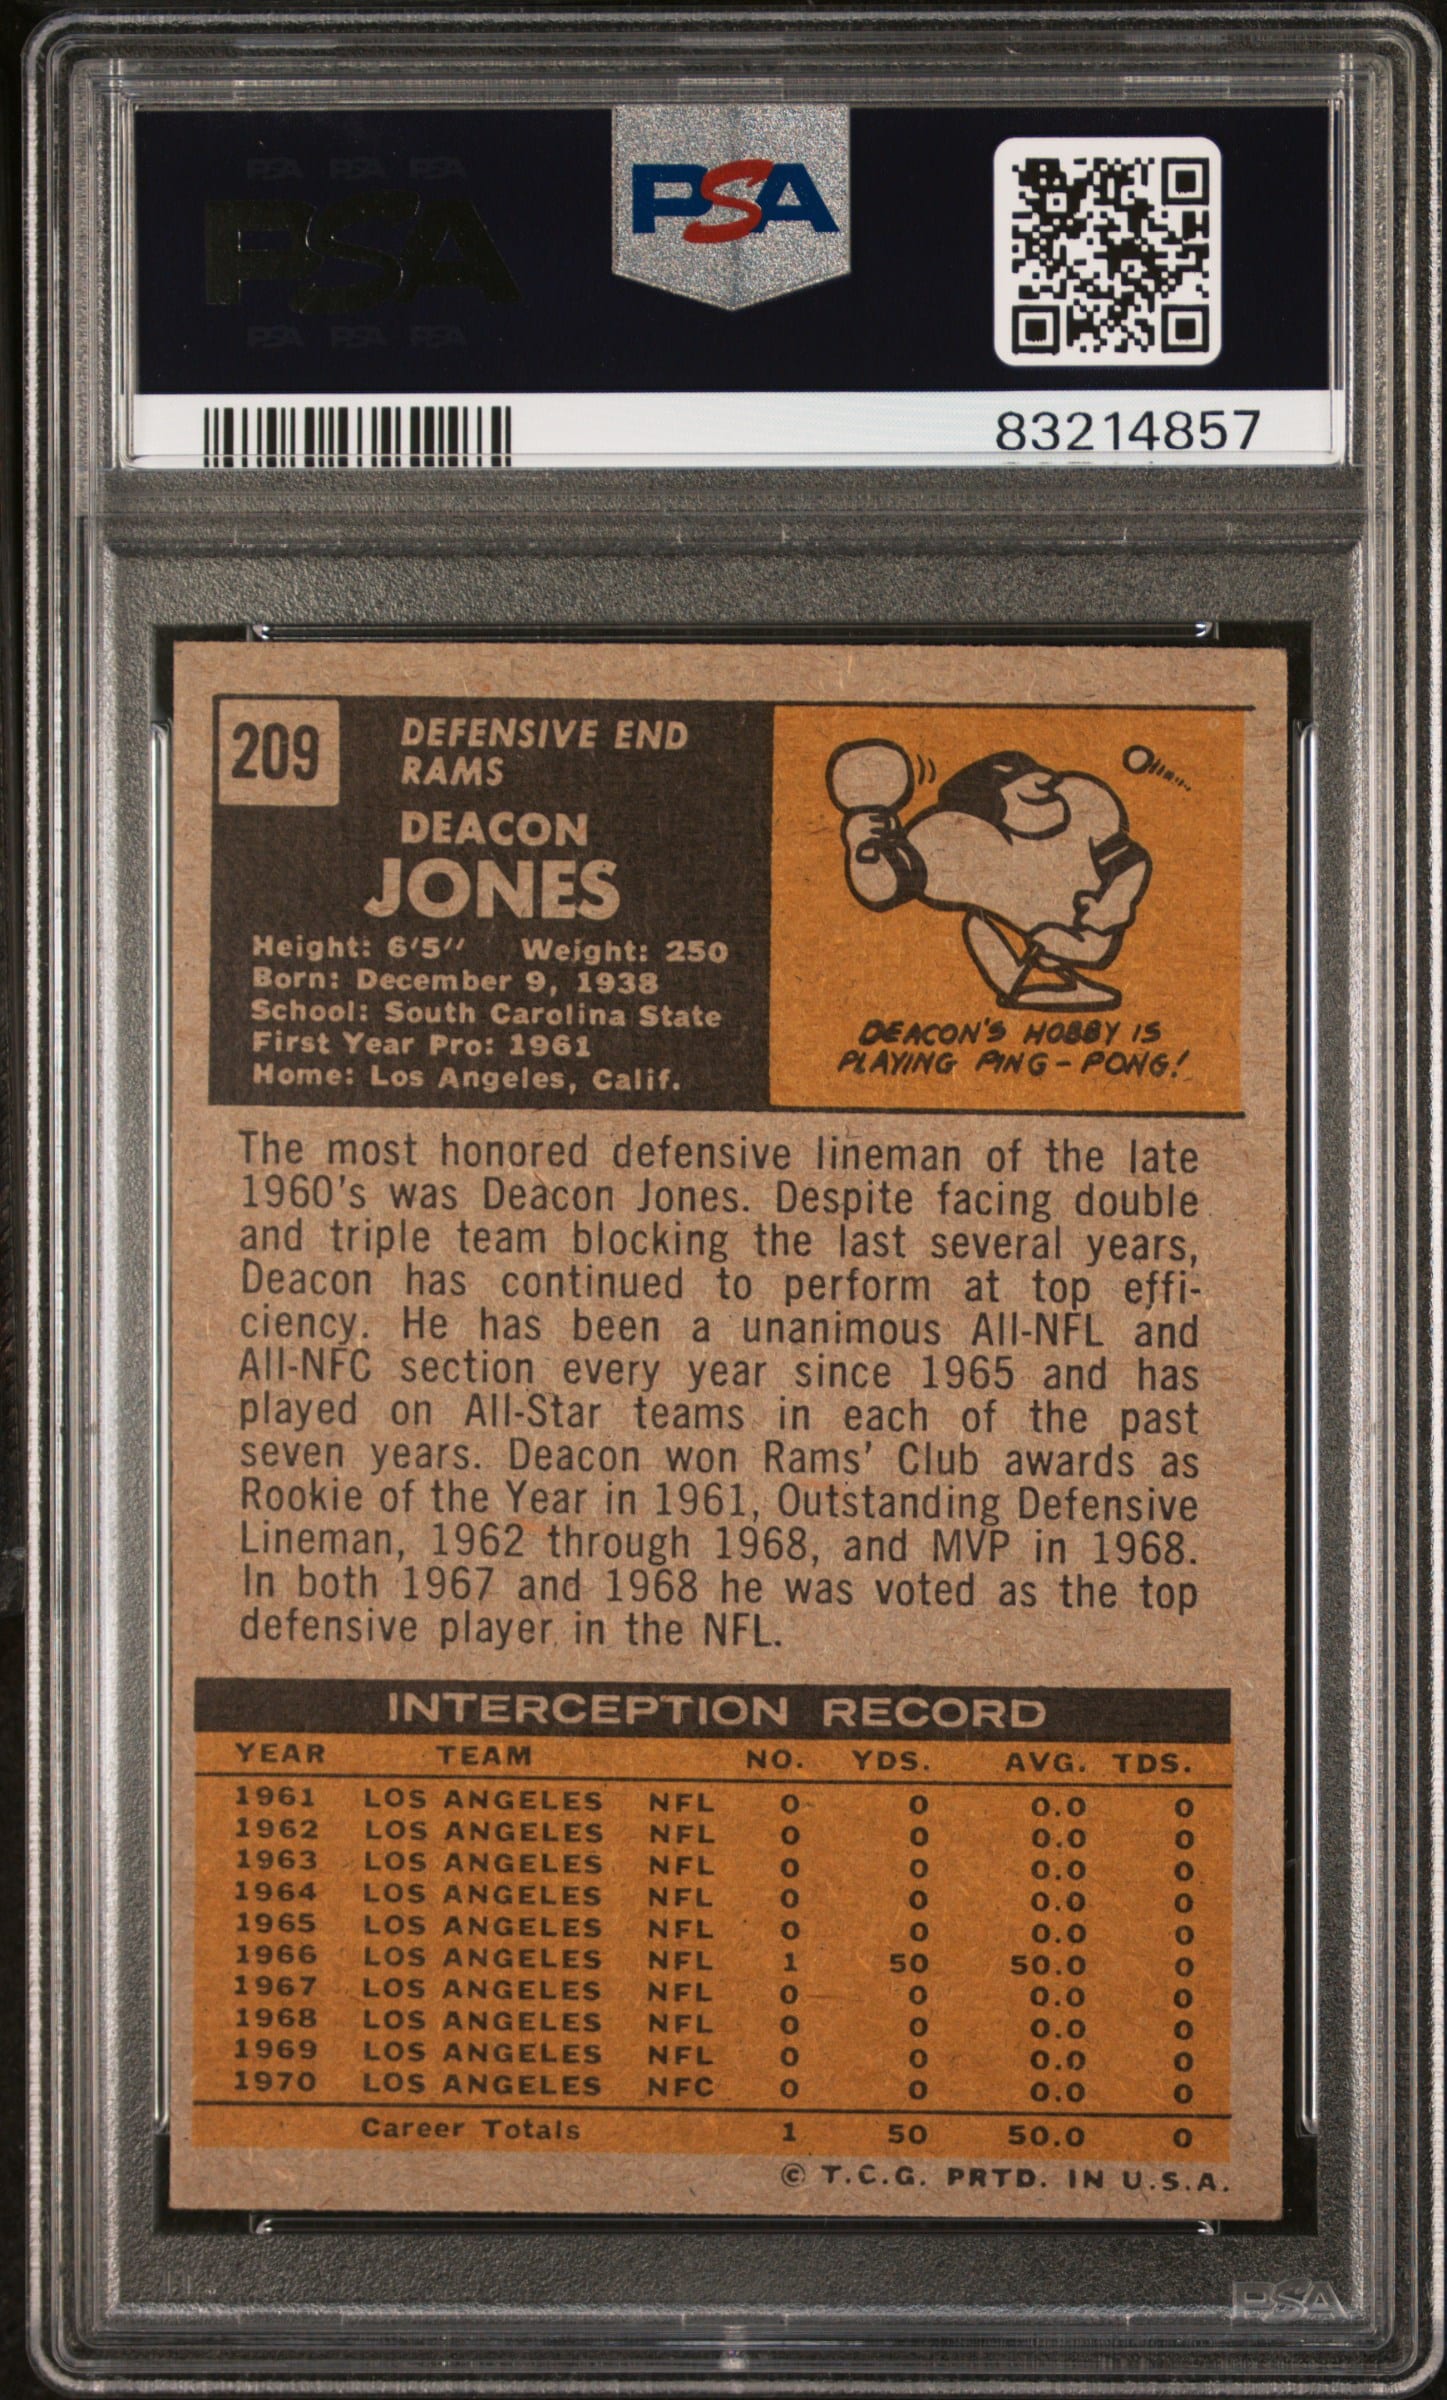 PSA PSA PSA
PSA
PSA PSA PSA
PSA
83214857
209
DEFENSIVE END
RAMS
DEACON
JONES
Height: 6'5'' Weight: 250
Born: December 9, 1938
School: South Carolina State
First Year Pro: 1961
Home: Los Angeles, Calif.
DEACON'S HOBBY IS
PLAYING PING-PONG!
The most honored defensive lineman of the late
1960's was Deacon Jones. Despite facing double
and triple team blocking the last several years,
Deacon has continued to perform at top effi-
ciency. He has been a unanimous All-NFL and
All-NFC section every year since 1965 and has
played on All-Star teams in each of the past
seven years. Deacon won Rams' Club awards as
Rookie of the Year in 1961, Outstanding Defensive
Lineman, 1962 through 1968, and MVP in 1968.
In both 1967 and 1968 he was voted as the top
defensive player in the NFL.
INTERCEPTION RECORD
YEAR TEAM NO. YDS. AVG. TDS.
1961 LOS ANGELES NFL 0 0 0.0 0
1962 LOS ANGELES NFL 0 0 0.0 0
1963 LOS ANGELES NFL 0 0 0.0 0
1964 LOS ANGELES NFL 0 0 0.0 0
1965 LOS ANGELES NFL 0 0 0.0 0
1966 LOS ANGELES NFL 1 50 50.0 0
1967 LOS ANGELES NFL 0 0 0.0 0
1968 LOS ANGELES NFL 0 0 0.0 0
1969 LOS ANGELES NFL 0 0 0.0 0
1970 LOS ANGELES NFC 0 0 0.0 0
Career Totals 1 50 50.0 0
© T.C.G. PRTD. IN U.S.A.
PSA